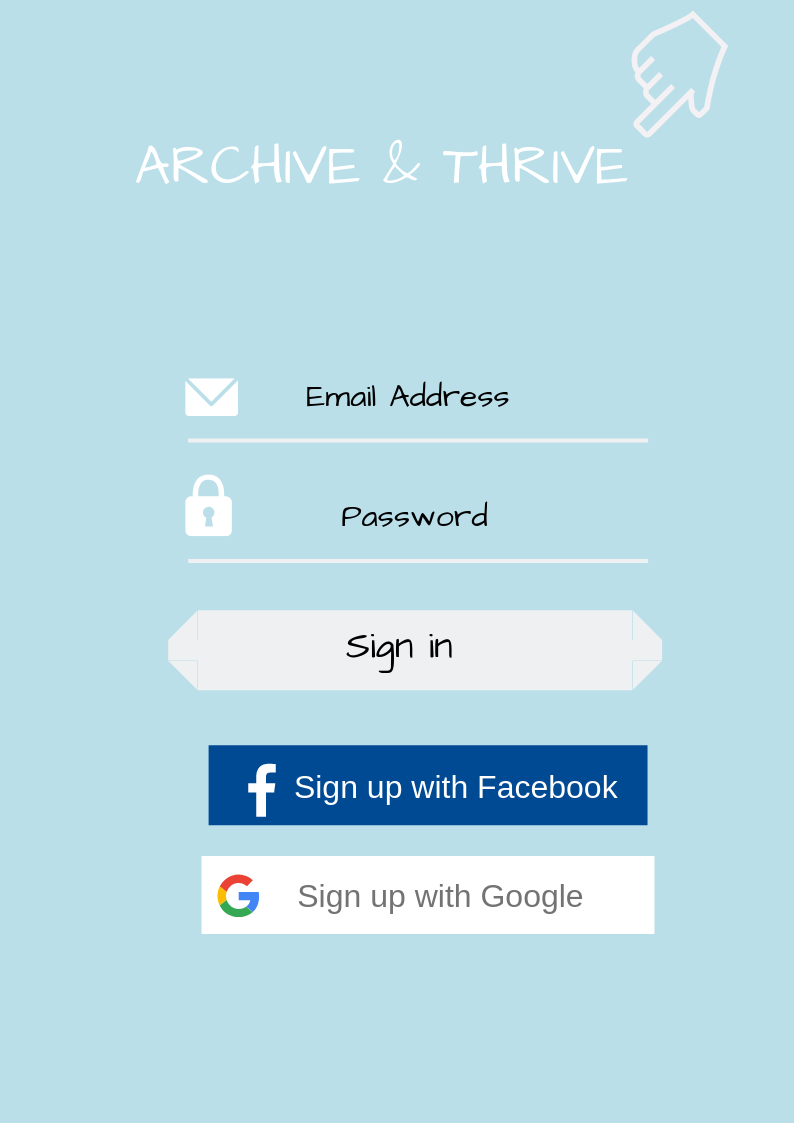 ARCHIVE & THRIVE
Email Address
Password
Sign in
Sign up with Facebook
Sign up with Google